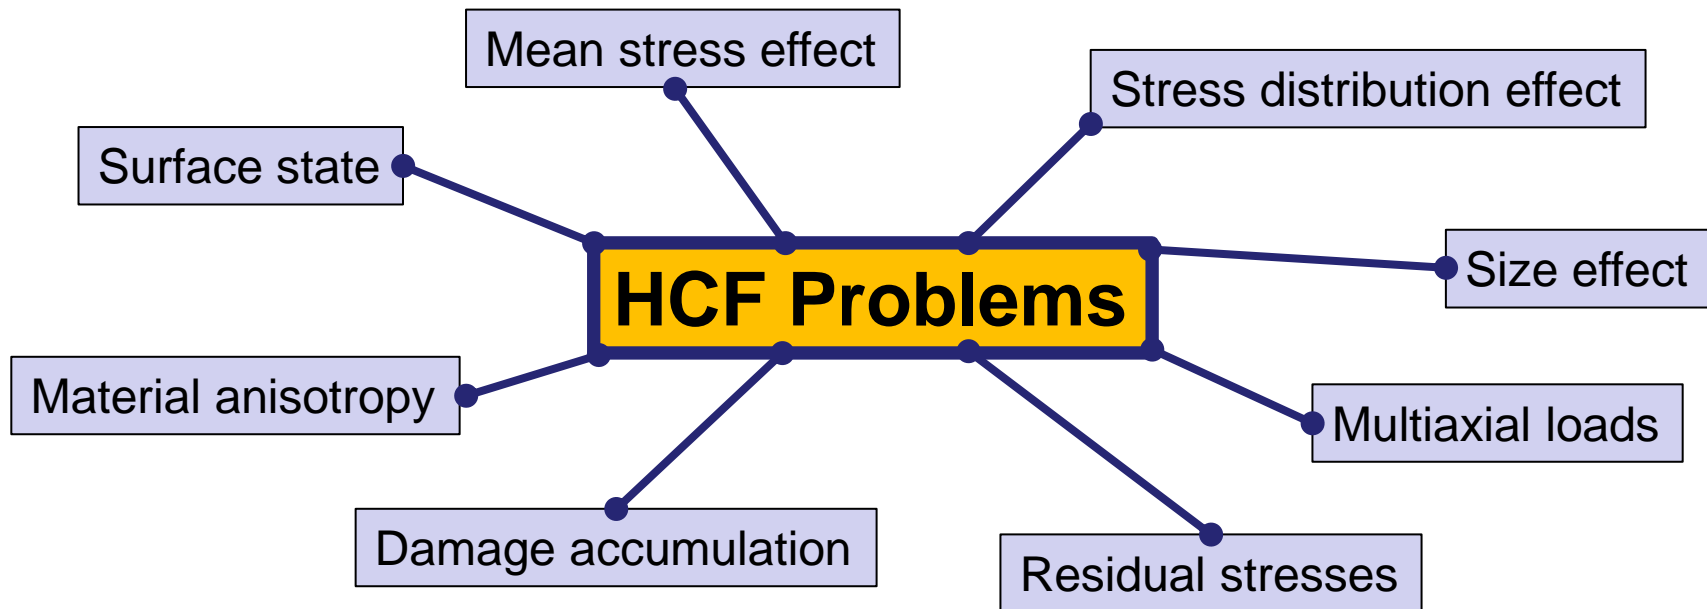 Mean stress effect
Stress distribution effect
Surface state
Size effect
HCF Problems
Material anisotropy
Multiaxial loads
Damage accumulation
Residual stresses